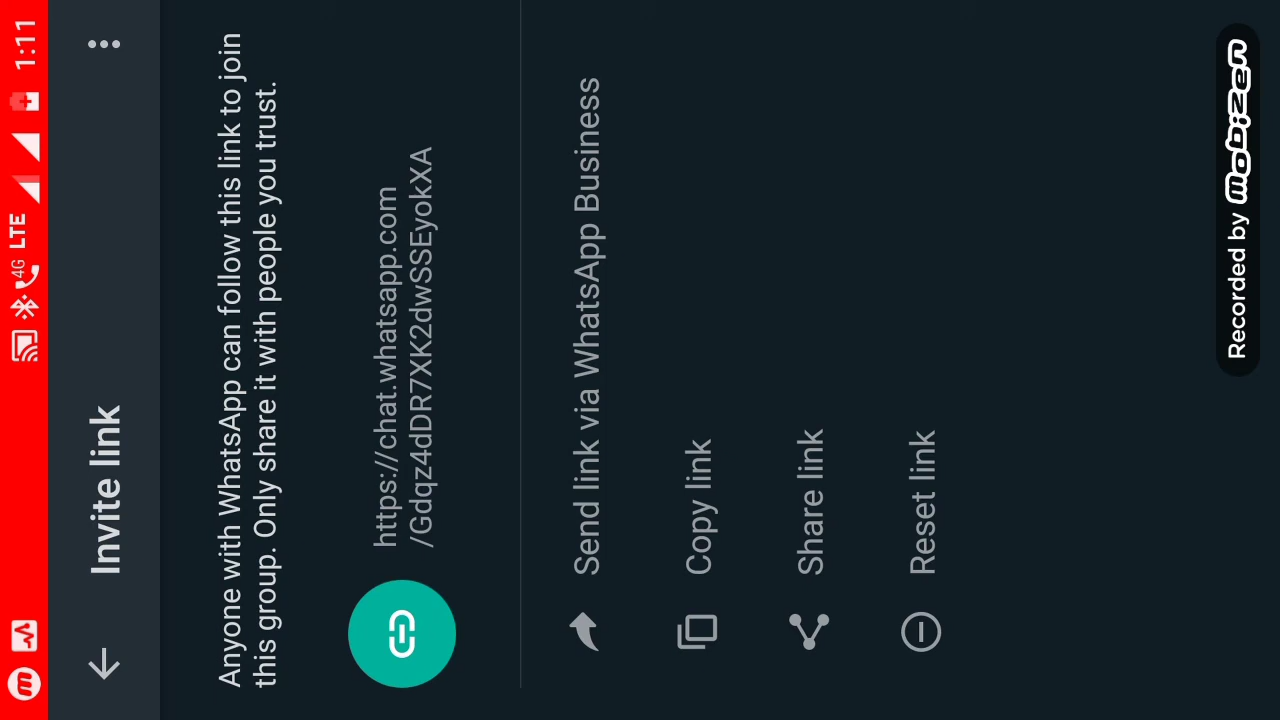 4G LTE 1:11
Invite link
Anyone with WhatsApp can follow this link to join
this group. Only share it with people you trust.
https://chat.whatsapp.com
/Gdqz4dDR7XK2dwSSEyokXA
Send link via WhatsApp Business
Copy link
Share link
Reset link
Recorded by mobizen